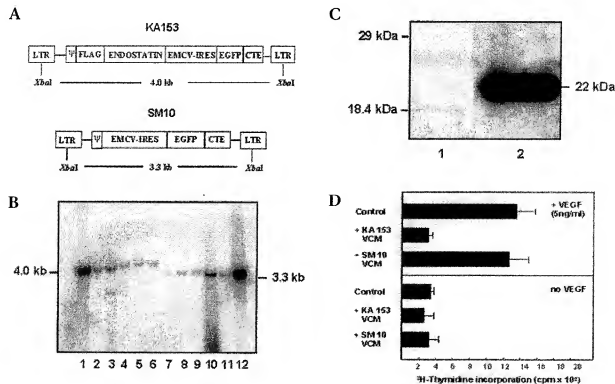 A
KA153
LTR Ψ FLAG ENDOSTATIN EMCV-IRES EGFP CTE LTR
XbaI 4.0 kb XbaI
SM10
LTR Ψ EMCV-IRES EGFP CTE LTR
XbaI 3.3 kb XbaI
B
4.0 kb
3.3 kb
1 2 3 4 5 6 7 8 9 10 11 12
C
29 kDa
22 kDa
18.4 kDa
1 2
D
Control
+ VEGF
(5ng/ml)
+ KA 153
VCM
+ SM 10
VCM
Control
no VEGF
+ KA 153
VCM
+ SM 10
VCM
0 2 4 6 8 10 12 14 16 18 20
³H-Thymidine incorporation (cpm x 10³)